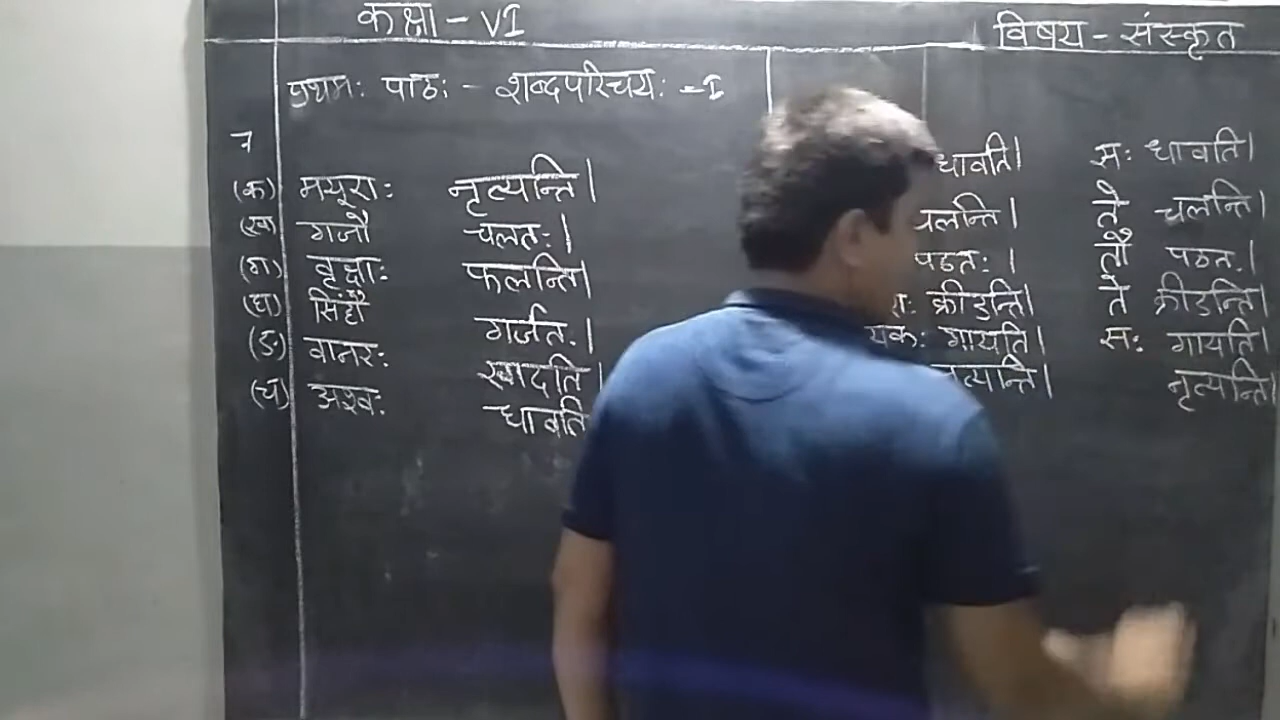 कक्षा - VI
विषय - संस्कृत
प्रथमः पाठः - शब्दपरिचयः - I
(क) मयूराः नृत्यन्ति। धावति। सः धावति।
(ख) गजौ चलतः। चलन्ति। ते चलन्ति।
(ग) वृक्षाः फलन्ति। पठतः। तौ पठतः।
(घ) सिंहौ गर्जतः। क्रीडन्ति। ते क्रीडन्ति।
(ङ) वानरः खादति। गायति। सः गायति।
(च) अश्वः धावति नृत्यन्ति।